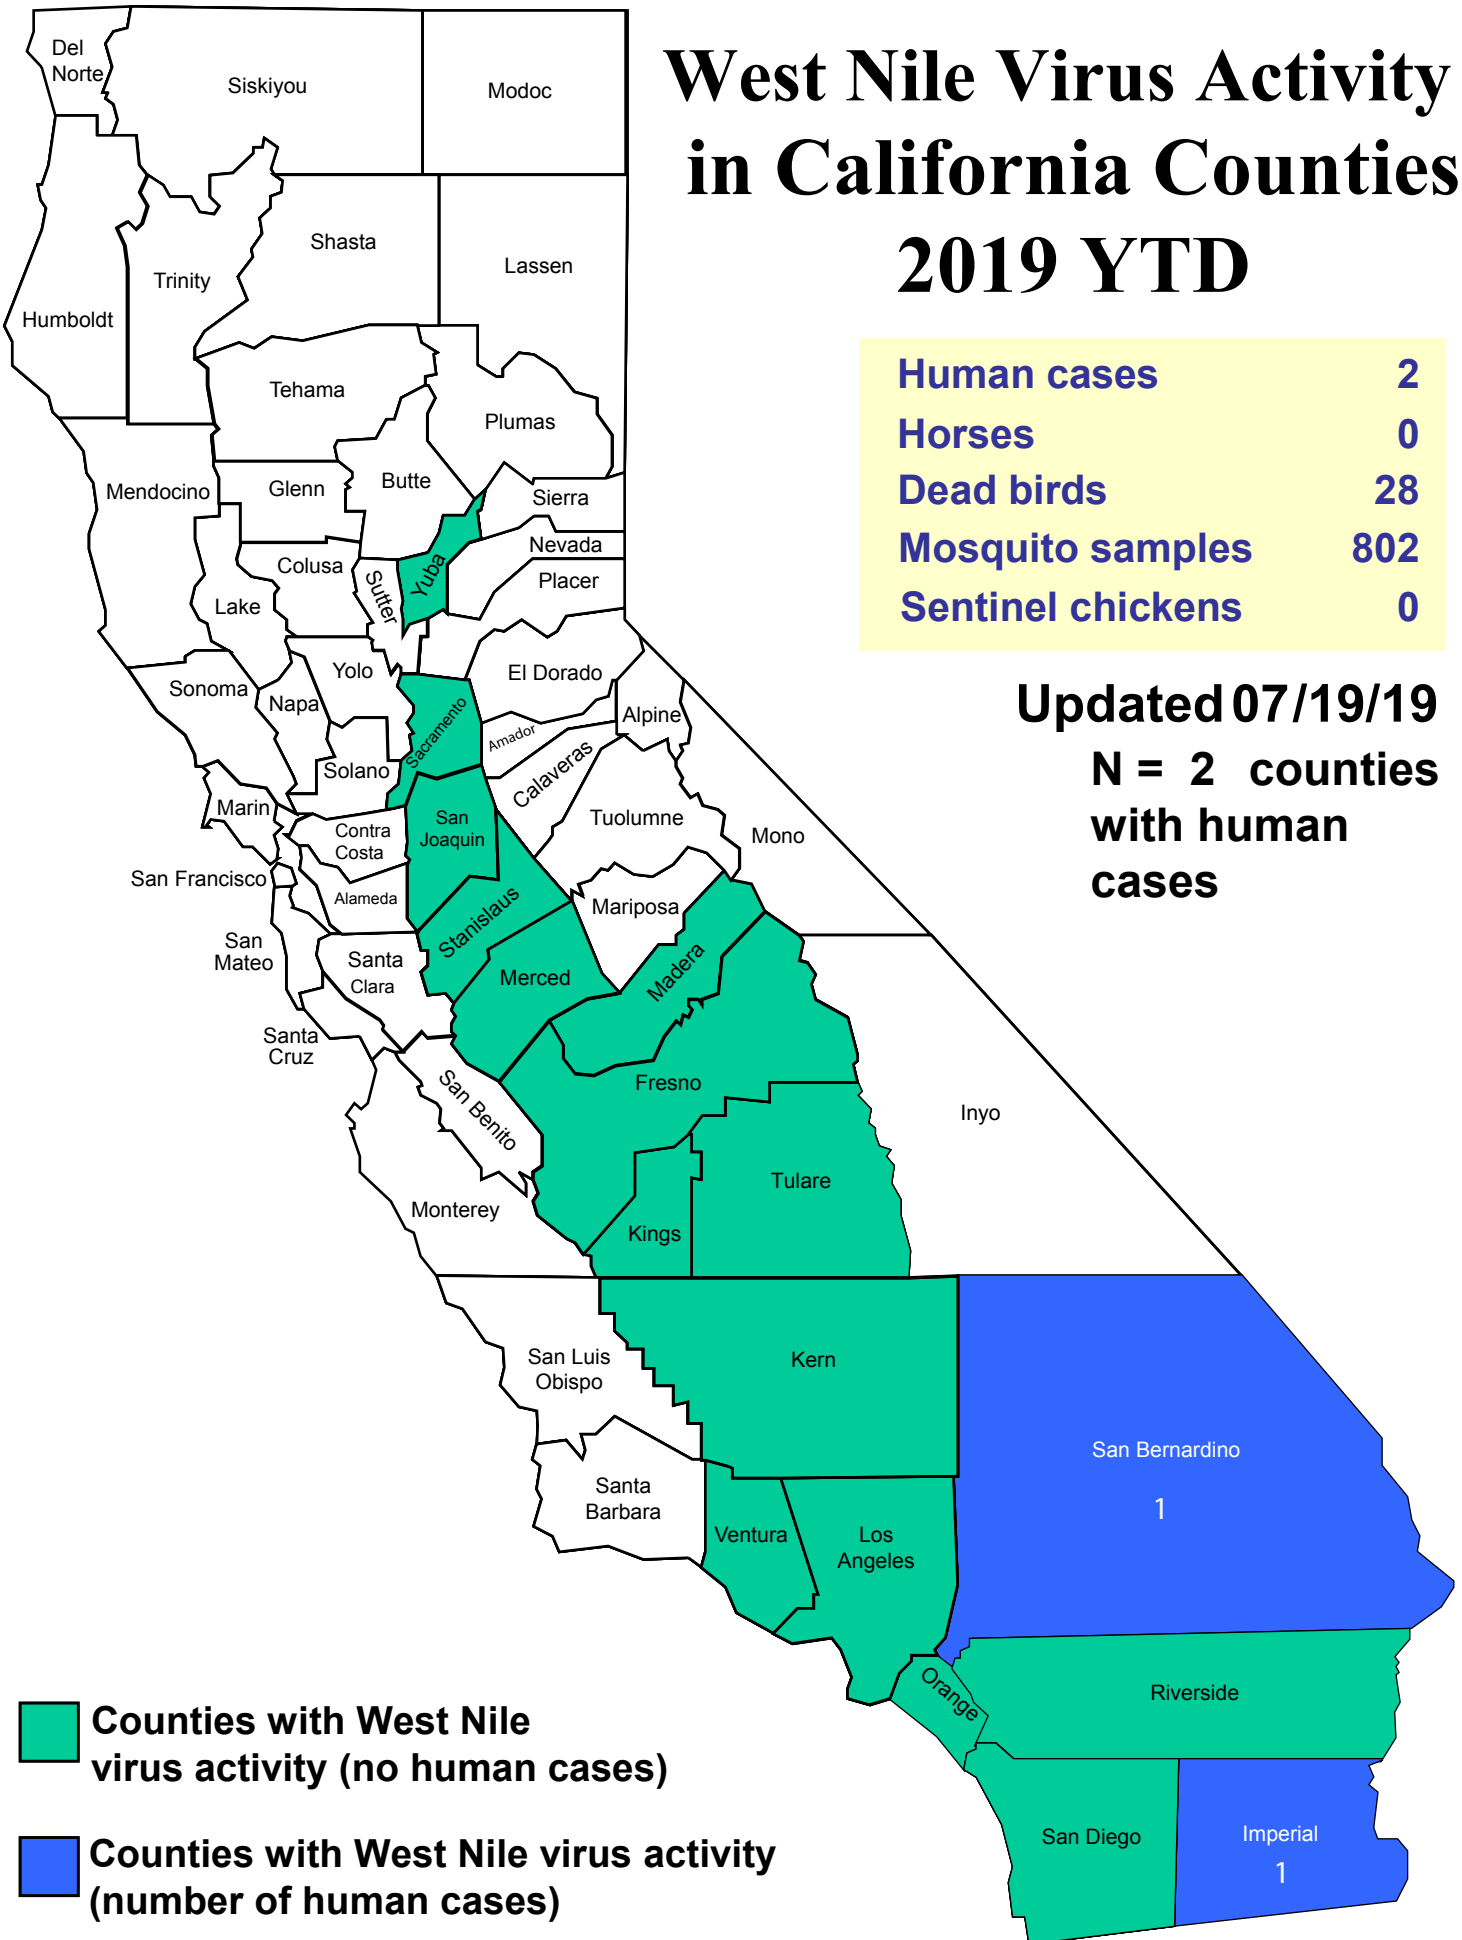 West Nile Virus Activity
in California Counties
2019 YTD
Human cases 2
Horses 0
Dead birds 28
Mosquito samples 802
Sentinel chickens 0
Updated 07/19/19
N = 2 counties
with human
cases
Del
Norte
Siskiyou
Modoc
Shasta
Lassen
Trinity
Humboldt
Tehama
Plumas
Butte
Glenn
Mendocino
Sierra
Nevada
Colusa
Placer
Yuba
Sutter
Lake
El Dorado
Yolo
Sonoma
Napa
Sacramento
Alpine
Amador
Solano
Calaveras
Marin
Contra
Costa
San
Joaquin
Tuolumne
Mono
San Francisco
Alameda
Stanislaus
Mariposa
San
Mateo
Santa
Clara
Merced
Madera
Santa
Cruz
Fresno
San Benito
Inyo
Tulare
Monterey
Kings
San Luis
Obispo
Kern
San Bernardino
1
Santa
Barbara
Ventura
Los
Angeles
Orange
Riverside
San Diego
Imperial
1
Counties with West Nile
virus activity (no human cases)
Counties with West Nile virus activity
(number of human cases)